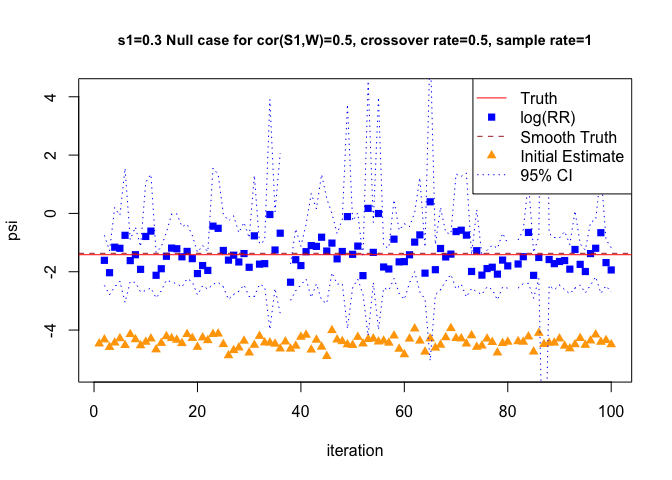 s1=0.3 Null case for cor(S1,W)=0.5, crossover rate=0.5, sample rate=1
Truth
log(RR)
Smooth Truth
Initial Estimate
95% CI
psi
4
2
0
-2
-4
0 20 40 60 80 100
iteration